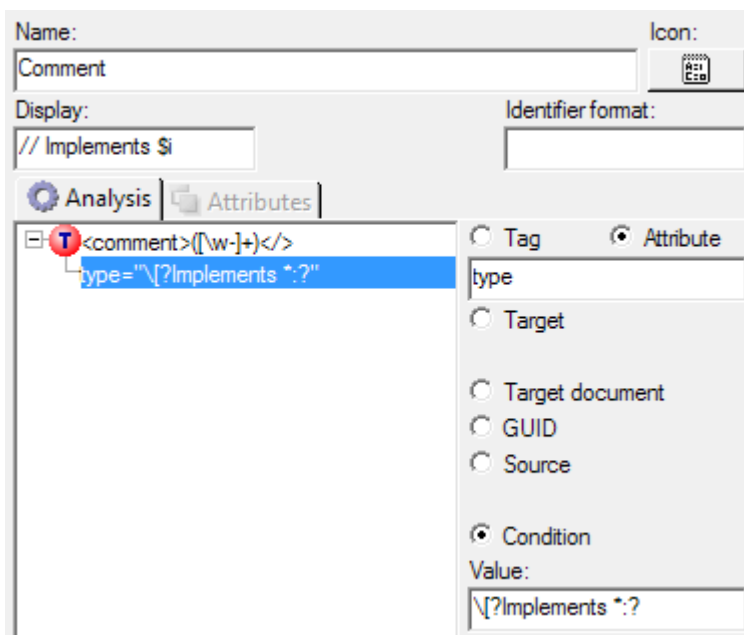 Name: Icon:
Comment
Display: Identifier format:
// Implements $i
Analysis Attributes
T <comment>([\w-]+)</>
type="\[?Implements *:?"
Tag Attribute
type
Target
Target document
GUID
Source
Condition
Value:
\[?Implements *:?